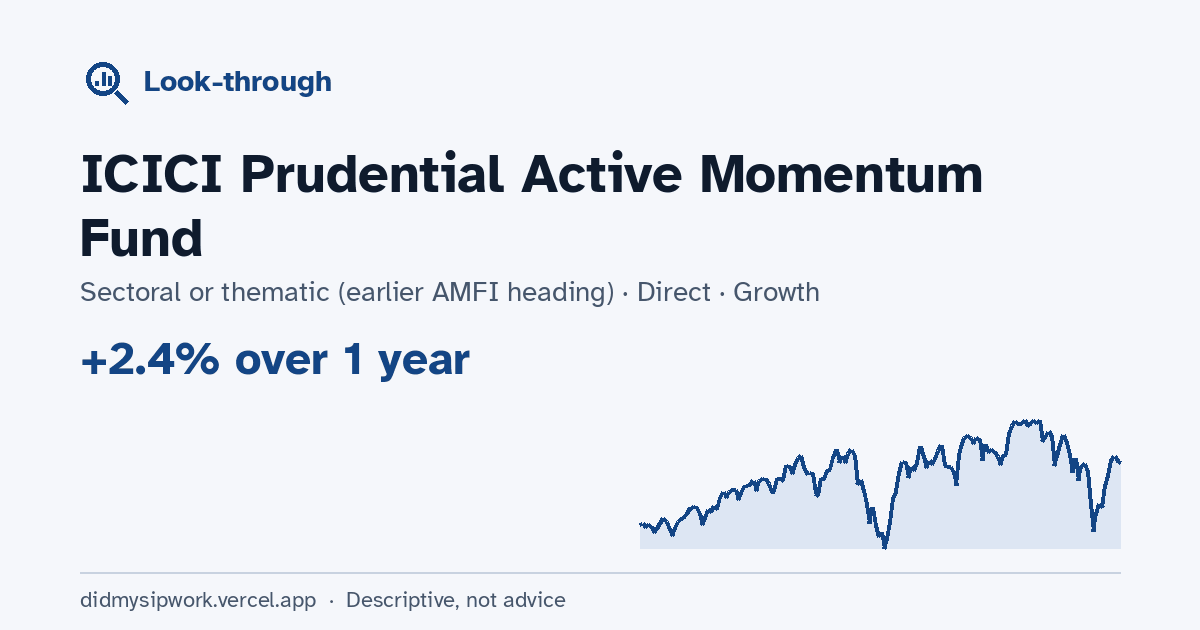 Look-through
ICICI Prudential Active Momentum
Fund
Sectoral or thematic (earlier AMFI heading) · Direct · Growth
+2.4% over 1 year
didmysipwork.vercel.app · Descriptive, not advice